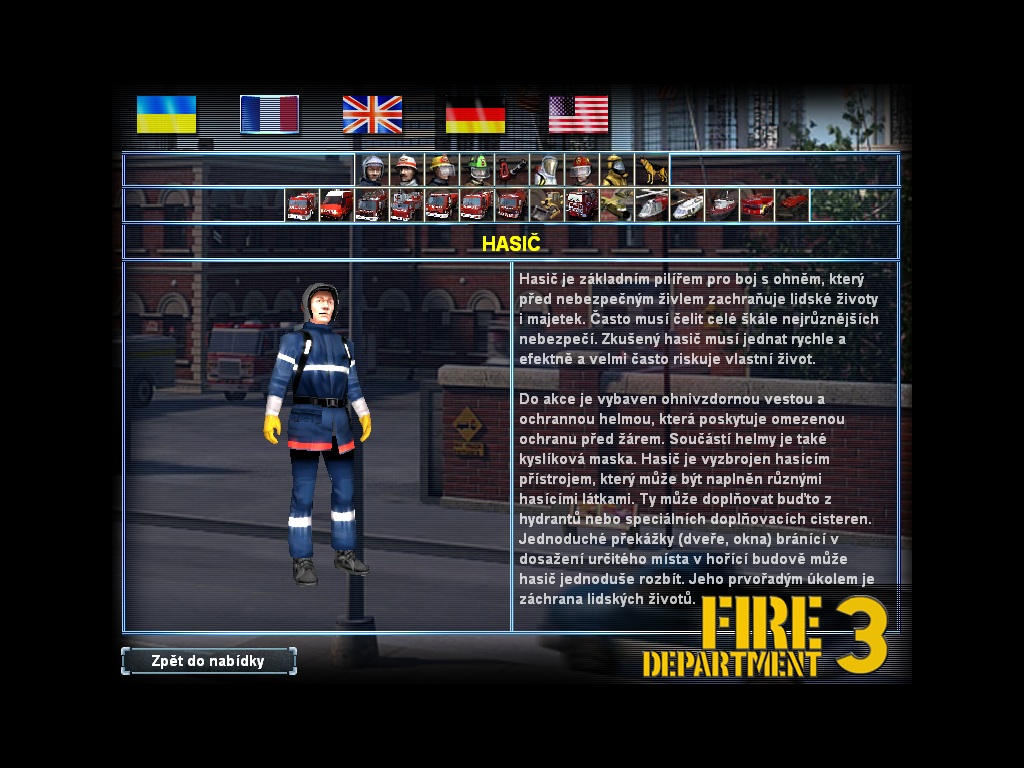 HASIČ
Hasič je základním pilířem pro boj s ohněm, který
před nebezpečným živlem zachraňuje lidské životy
i majetek. Často musí čelit celé škále nejrůznějších
nebezpečí. Zkušený hasič musí jednat rychle a
efektně a velmi často riskuje vlastní život.
Do akce je vybaven ohnivzdornou vestou a
ochrannou helmou, která poskytuje omezenou
ochranu před žárem. Součástí helmy je také
kyslíková maska. Hasič je vyzbrojen hasícím
přístrojem, který může být naplněn různými
hasícími látkami. Ty může doplňovat buďto z
hydrantů nebo speciálních doplňovacích cisteren.
Jednoduché překážky (dveře, okna) bránící v
dosažení určitého místa v hořící budově může
hasič jednoduše rozbít. Jeho prvořadým úkolem je
záchrana lidských životů.
FIRE
DEPARTMENT 3
Zpět do nabídky